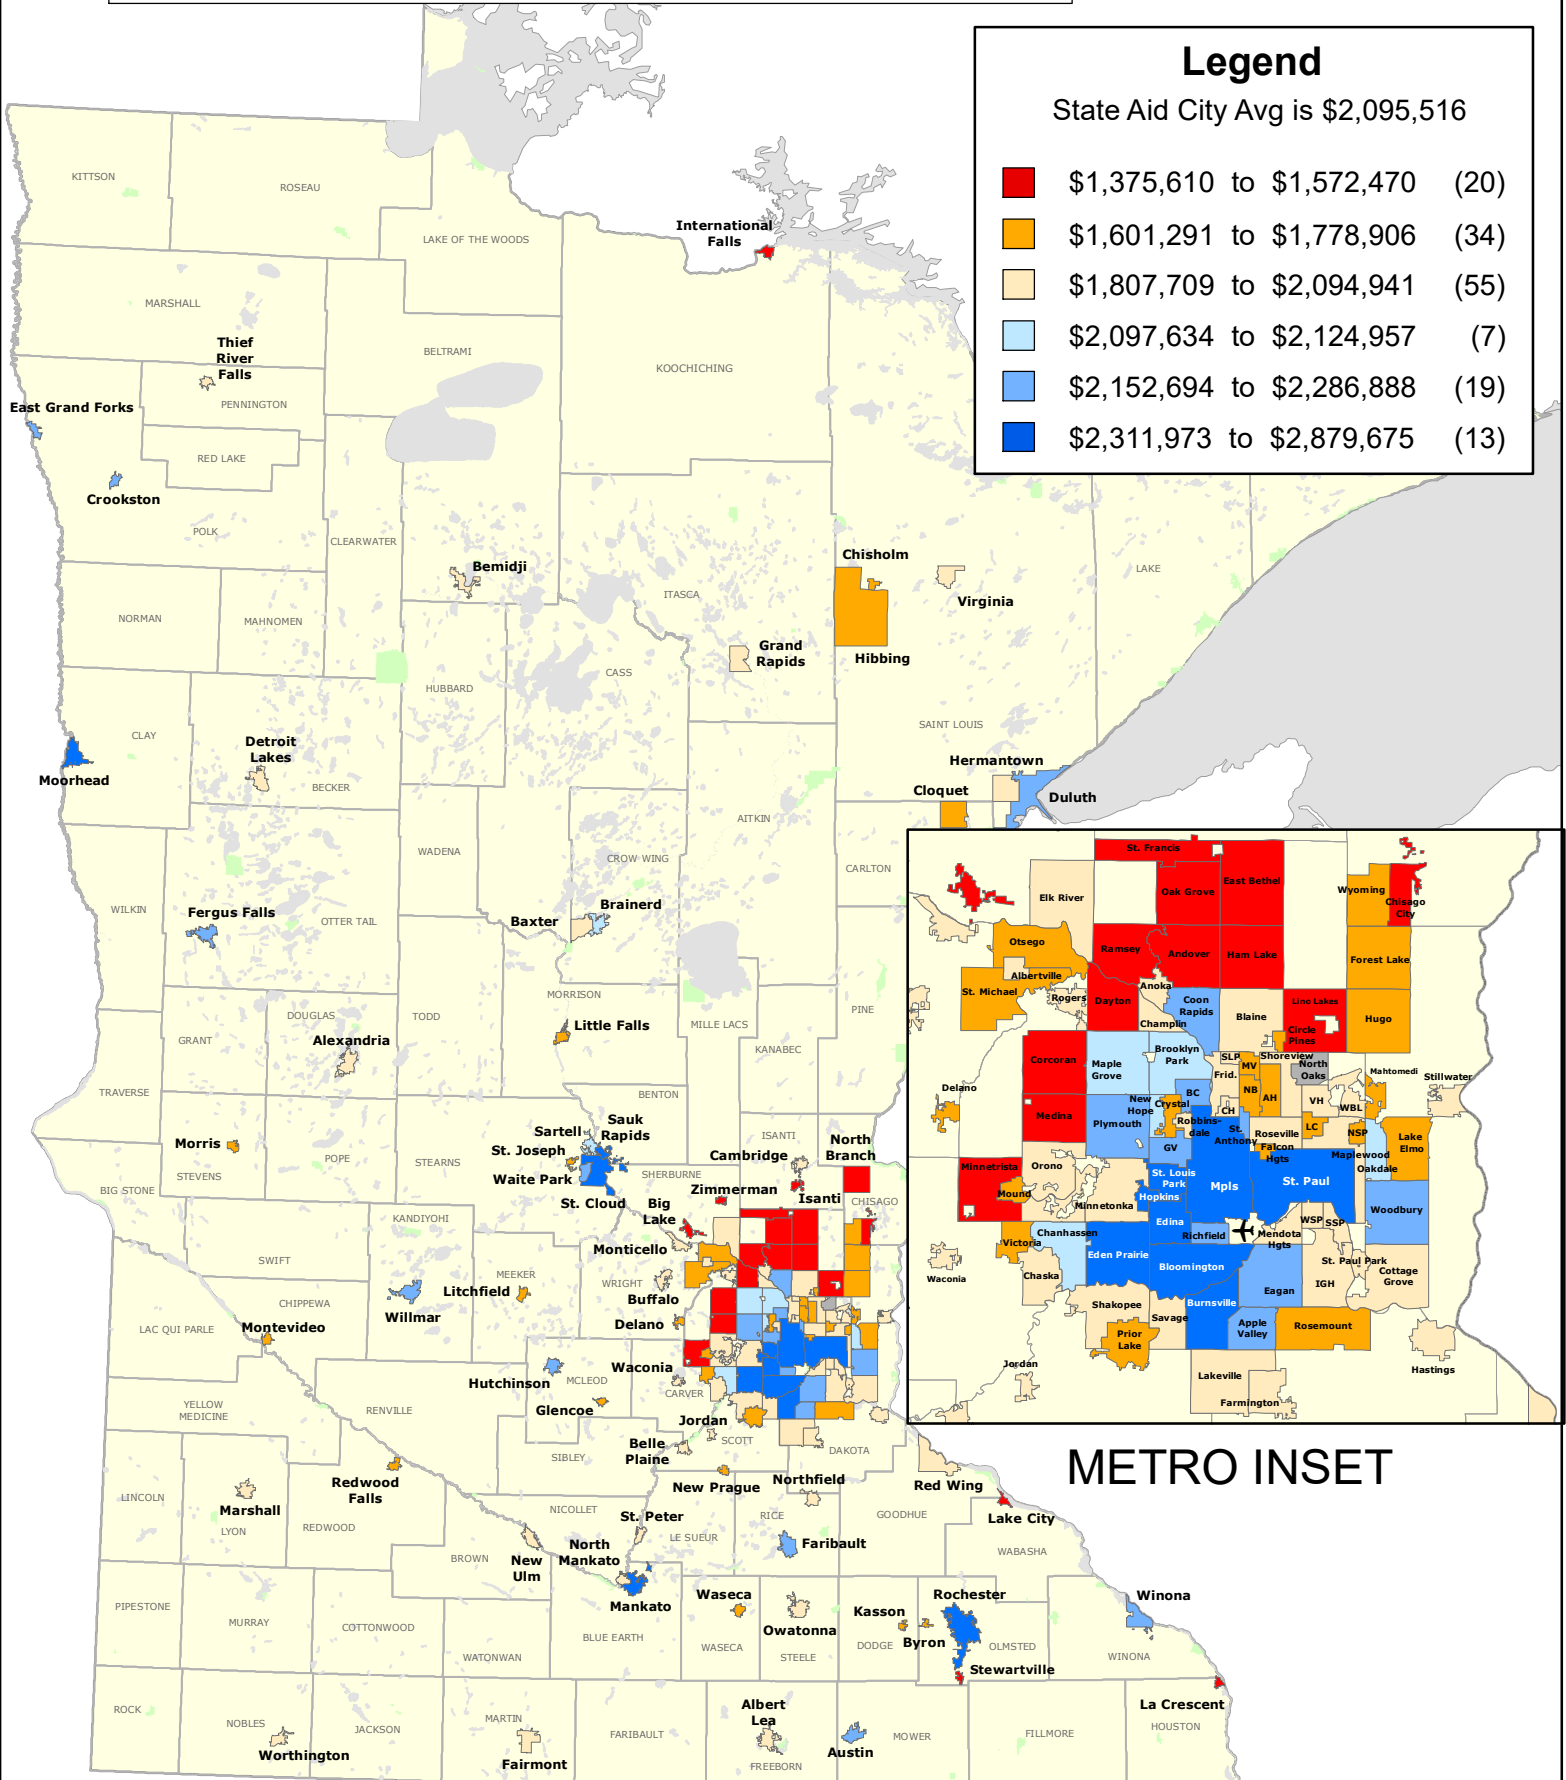 Legend
State Aid City Avg is $2,095,516
$1,375,610 to $1,572,470 (20)
$1,601,291 to $1,778,906 (34)
$1,807,709 to $2,094,941 (55)
$2,097,634 to $2,124,957 (7)
$2,152,694 to $2,286,888 (19)
$2,311,973 to $2,879,675 (13)
KITTSON
ROSEAU
LAKE OF THE WOODS
International
Falls
MARSHALL
Thief
River
Falls
BELTRAMI
KOOCHICHING
East Grand Forks
PENNINGTON
RED LAKE
Crookston
POLK
CLEARWATER
Bemidji
ITASCA
Chisholm
Virginia
LAKE
NORMAN
MAHNOMEN
Grand
Rapids
Hibbing
HUBBARD
CASS
SAINT LOUIS
CLAY
Moorhead
Detroit
Lakes
BECKER
Hermantown
Cloquet
Duluth
AITKIN
WADENA
CROW WING
CARLTON
WILKIN
Fergus Falls
OTTER TAIL
Baxter
Brainerd
MORRISON
Little Falls
MILLE LACS
PINE
KANABEC
GRANT
DOUGLAS
Alexandria
TODD
TRAVERSE
BENTON
Morris
STEVENS
POPE
STEARNS
Sartell
Sauk
Rapids
St. Joseph
Waite Park
St. Cloud
SHERBURNE
ISANTI
Cambridge
North
Branch
Isanti
CHISAGO
Zimmerman
Big
Lake
Monticello
BIG STONE
SWIFT
KANDIYOHI
MEEKER
WRIGHT
Buffalo
CHIPPEWA
Litchfield
Willmar
Delano
LAC QUI PARLE
Montevideo
Waconia
Hutchinson
MCLEOD
CARVER
Glencoe
YELLOW
MEDICINE
RENVILLE
Jordan
SCOTT
DAKOTA
SIBLEY
Belle
Plaine
New Prague
Northfield
Red Wing
Redwood
Falls
LINCOLN
Marshall
LYON
REDWOOD
NICOLLET
St. Peter
LE SUEUR
RICE
Faribault
GOODHUE
Lake City
WABASHA
BROWN
New
Ulm
North
Mankato
Mankato
Waseca
WASECA
Owatonna
STEELE
Kasson
DODGE
Byron
Rochester
OLMSTED
Stewartville
Winona
WINONA
La Crescent
HOUSTON
PIPESTONE
MURRAY
COTTONWOOD
WATONWAN
BLUE EARTH
ROCK
NOBLES
Worthington
JACKSON
MARTIN
Fairmont
FARIBAULT
Albert
Lea
FREEBORN
Austin
MOWER
FILLMORE
METRO INSET
St. Francis
Elk River
Oak Grove
East Bethel
Wyoming
Chisago
City
Otsego
Ramsey
Andover
Ham Lake
Forest Lake
Albertville
St. Michael
Rogers
Dayton
Anoka
Coon
Rapids
Champlin
Blaine
Lino Lakes
Circle
Pines
Hugo
Corcoran
Maple
Grove
Brooklyn
Park
SLP
MV
Shoreview
North
Oaks
Frid.
Mahtomedi
Stillwater
Delano
Medina
Plymouth
New
Hope
Crystal
BC
Robbins-
dale
CH
NB
AH
VH
WBL
LC
NSP
Lake
Elmo
St.
Anthony
Roseville
Falcon
Hgts
Maplewood
Oakdale
GV
Minnetrista
Orono
Mound
Minnetonka
St. Louis
Park
Hopkins
Mpls
St. Paul
Woodbury
Victoria
Chanhassen
Edina
Richfield
WSP
SSP
Mendota
Hgts
Waconia
Chaska
Eden Prairie
Bloomington
Eagan
IGH
St. Paul Park
Cottage
Grove
Shakopee
Savage
Burnsville
Apple
Valley
Rosemount
Prior
Lake
Jordan
Lakeville
Farmington
Hastings